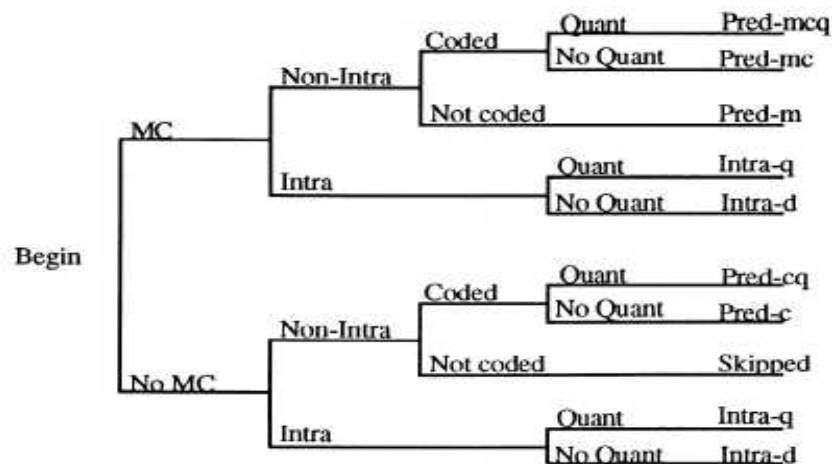 Quant Pred-mcq
Coded
No Quant Pred-mc
Non-Intra
Not coded Pred-m
MC
Quant Intra-q
Intra
No Quant Intra-d
Begin
Quant Pred-cq
Coded
No Quant Pred-c
Non-Intra
Not coded Skipped
No MC
Quant Intra-q
Intra
No Quant Intra-d